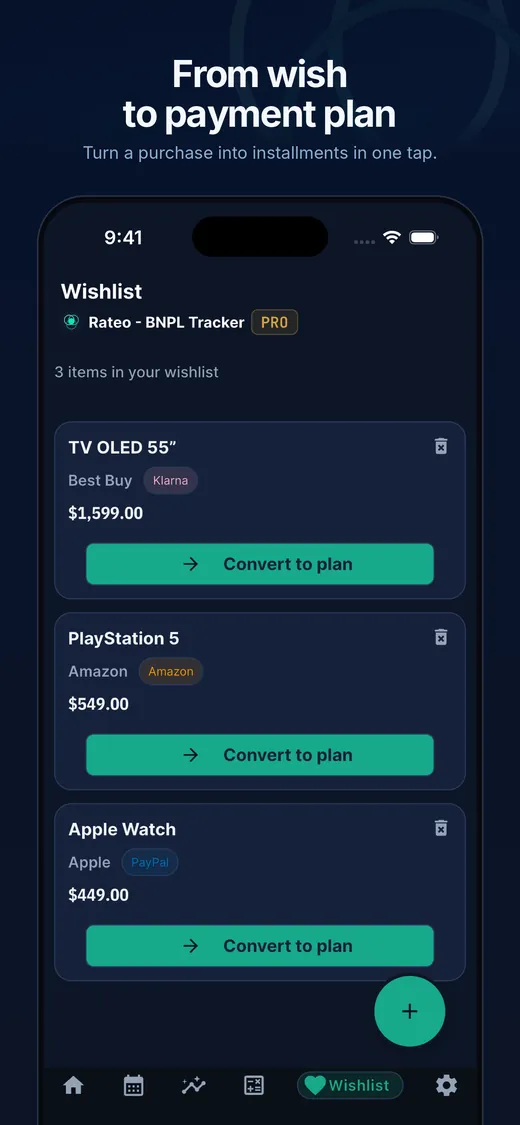 From wish
to payment plan
Turn a purchase into installments in one tap.
9:41
Wishlist
Rateo - BNPL Tracker PRO
3 items in your wishlist
TV OLED 55”
Best Buy Klarna
$1,599.00
Convert to plan
PlayStation 5
Amazon Amazon
$549.00
Convert to plan
Apple Watch
Apple PayPal
$449.00
Convert to plan
+
Wishlist